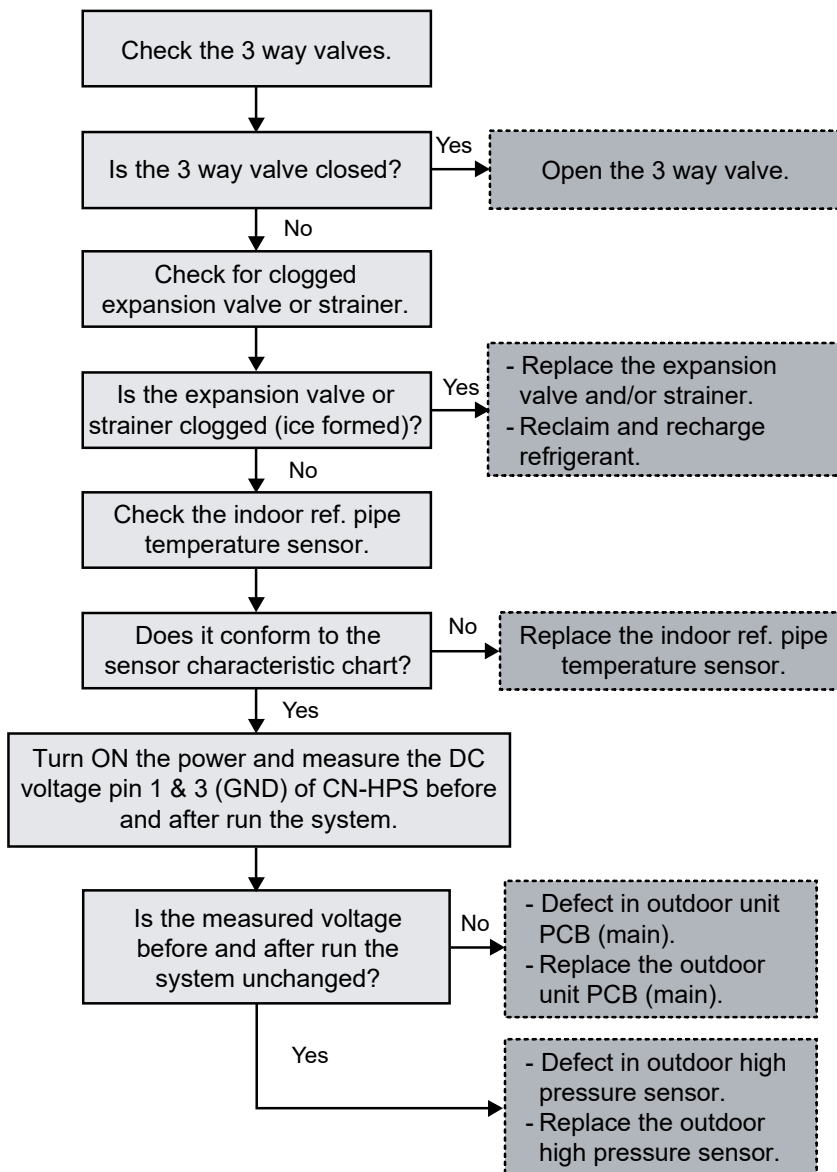 Check the 3 way valves.
Is the 3 way valve closed?
Yes
Open the 3 way valve.
No
Check for clogged
expansion valve or strainer.
Is the expansion valve or
strainer clogged (ice formed)?
Yes
- Replace the expansion
valve and/or strainer.
- Reclaim and recharge
refrigerant.
No
Check the indoor ref. pipe
temperature sensor.
Does it conform to the
sensor characteristic chart?
No
Replace the indoor ref. pipe
temperature sensor.
Yes
Turn ON the power and measure the DC
voltage pin 1 & 3 (GND) of CN-HPS before
and after run the system.
Is the measured voltage
before and after run the
system unchanged?
No
- Defect in outdoor unit
PCB (main).
- Replace the outdoor
unit PCB (main).
Yes
- Defect in outdoor high
pressure sensor.
- Replace the outdoor
high pressure sensor.